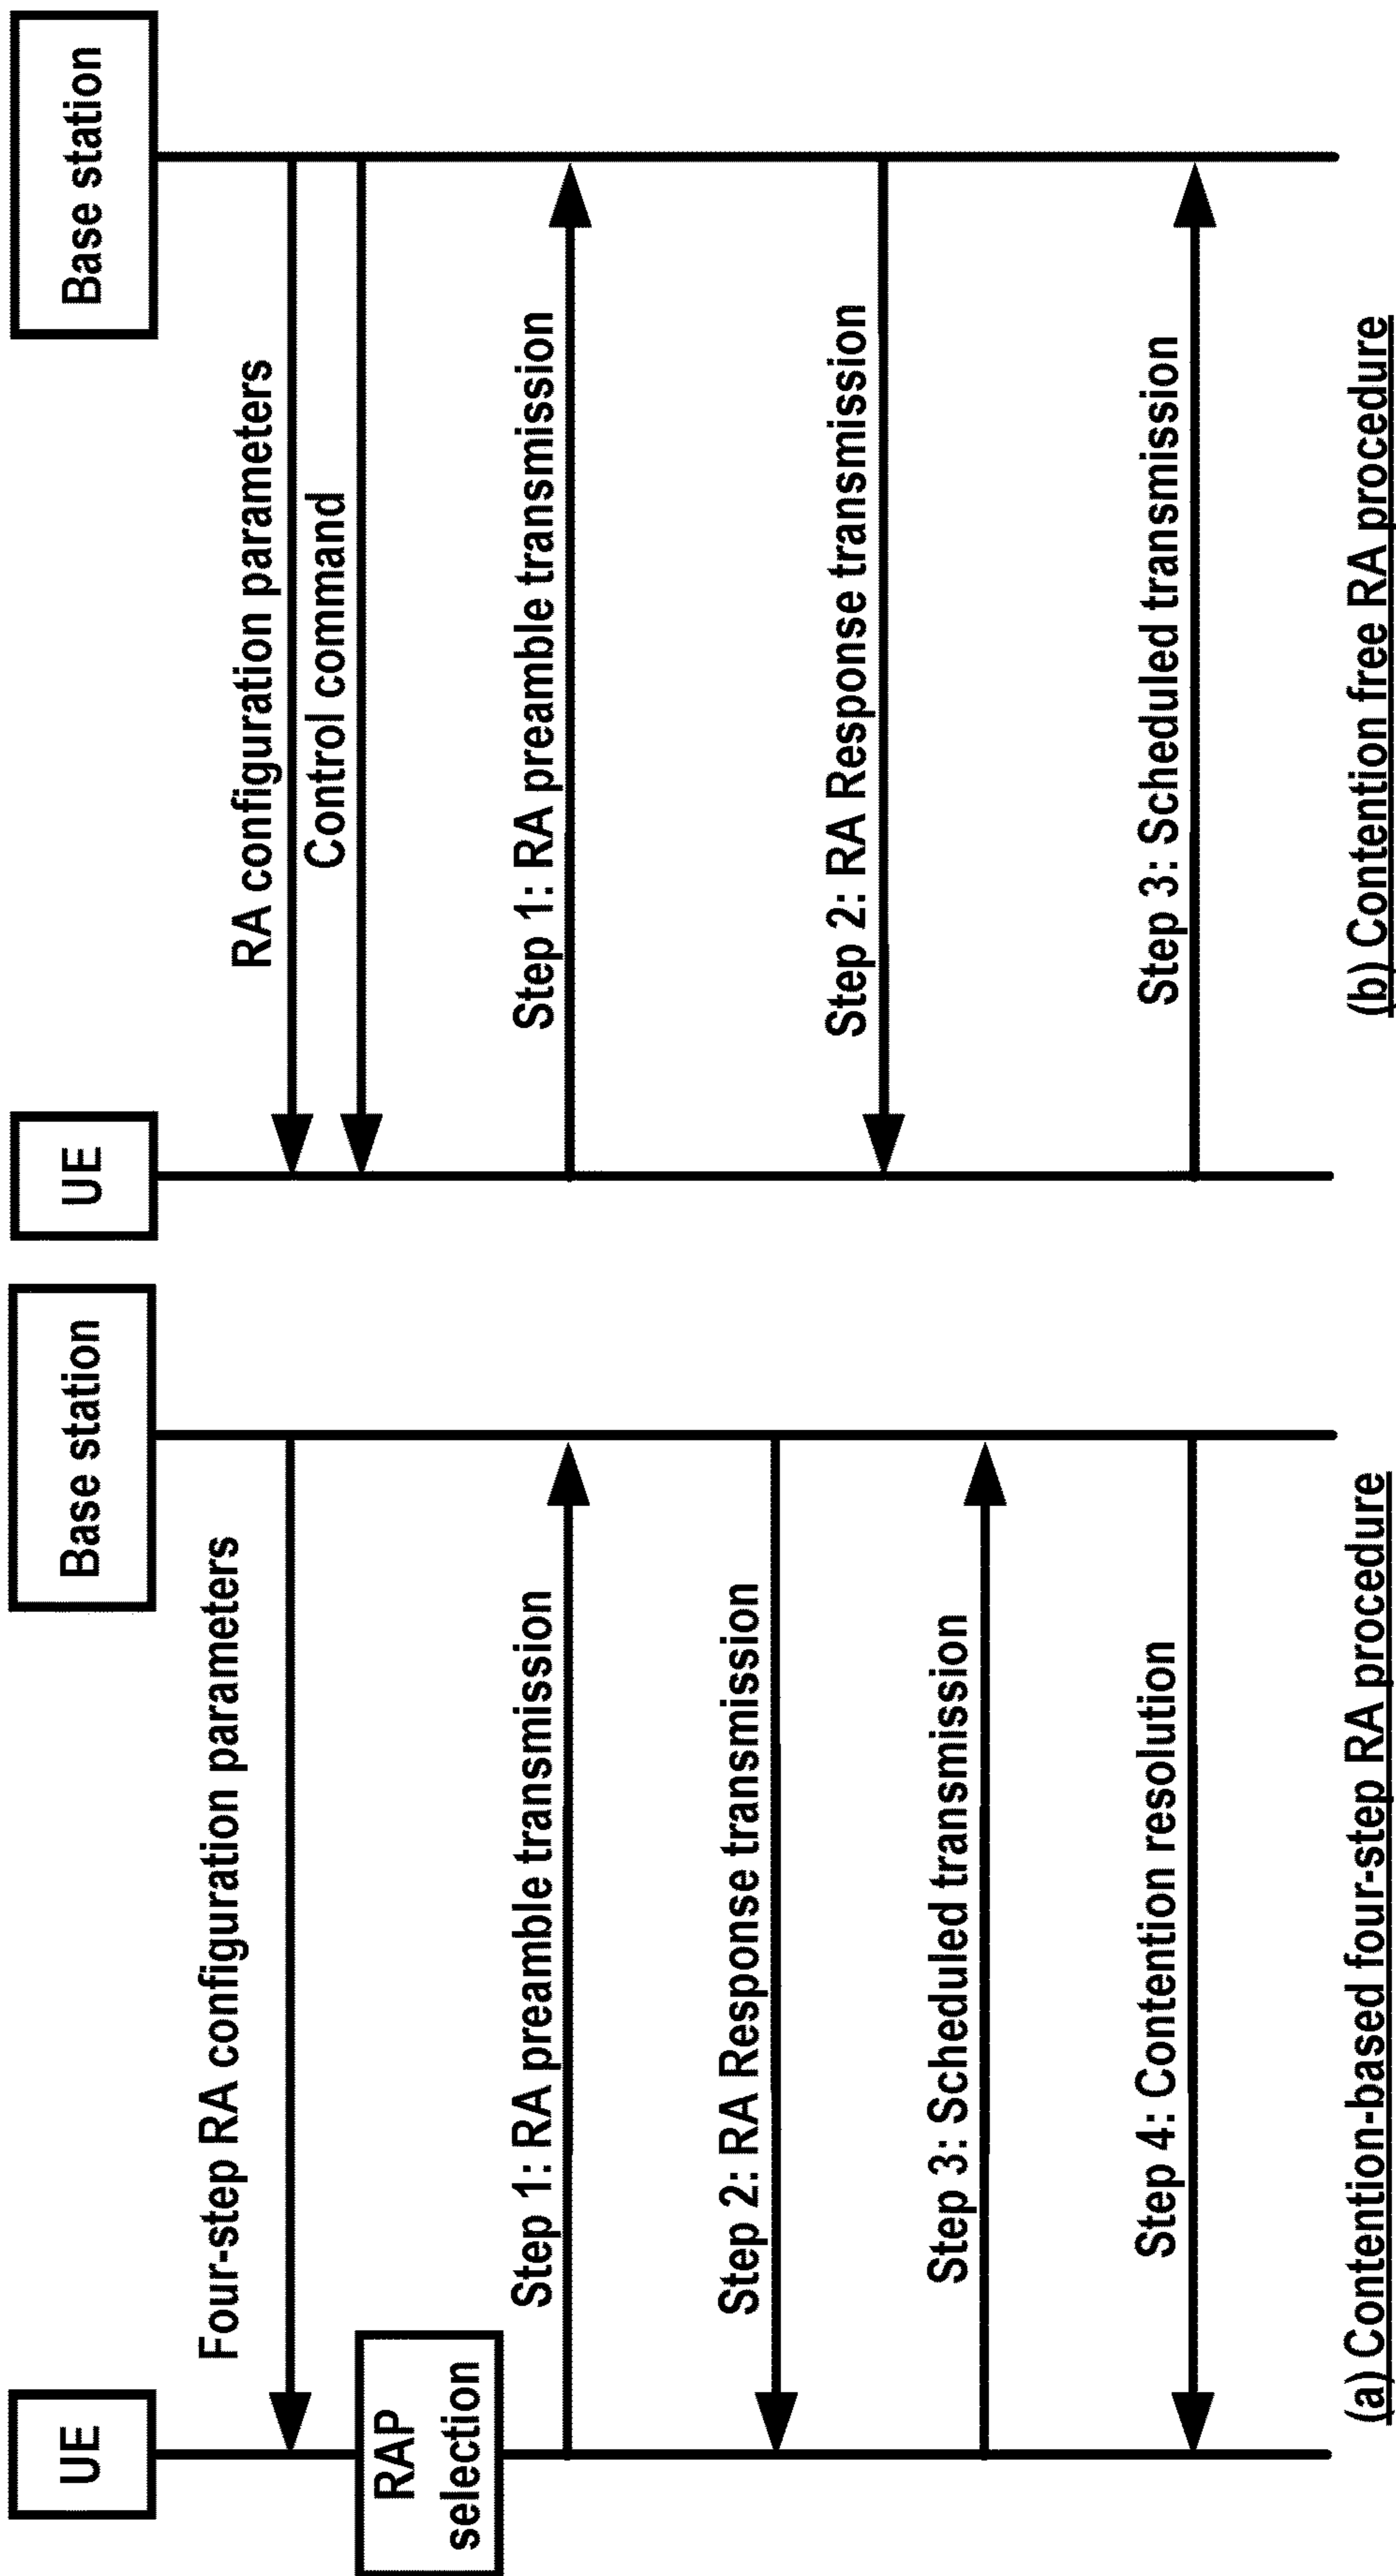 UE
Base station
Four-step RA configuration parameters
RAP
selection
Step 1: RA preamble transmission
Step 2: RA Response transmission
Step 3: Scheduled transmission
Step 4: Contention resolution
(a) Contention-based four-step RA procedure
UE
Base station
RA configuration parameters
Control command
Step 1: RA preamble transmission
Step 2: RA Response transmission
Step 3: Scheduled transmission
(b) Contention free RA procedure